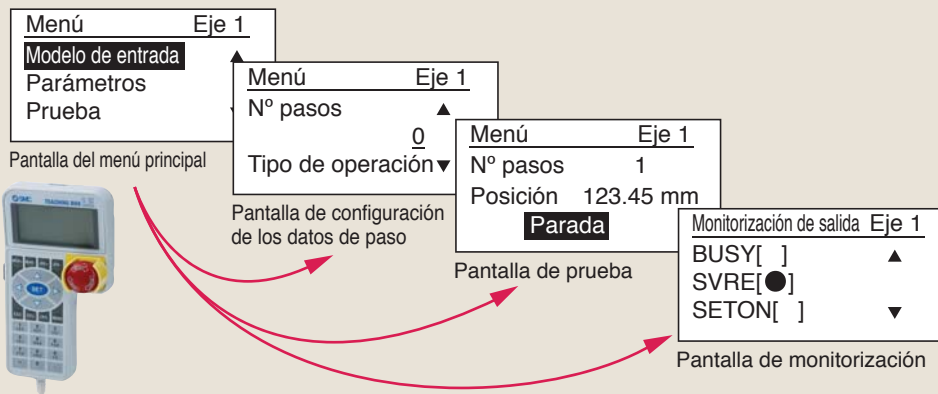 Menú Eje 1
Modelo de entrada ▲
Parámetros
Prueba ▼
Pantalla del menú principal
Menú Eje 1
Nº pasos ▲
0
Tipo de operación ▼
Pantalla de configuración
de los datos de paso
Menú Eje 1
Nº pasos 1
Posición 123.45 mm
Parada
Pantalla de prueba
Monitorización de salida Eje 1
BUSY[ ] ▲
SVRE[●]
SETON[ ] ▼
Pantalla de monitorización
SMC TEACHING BOX
SET